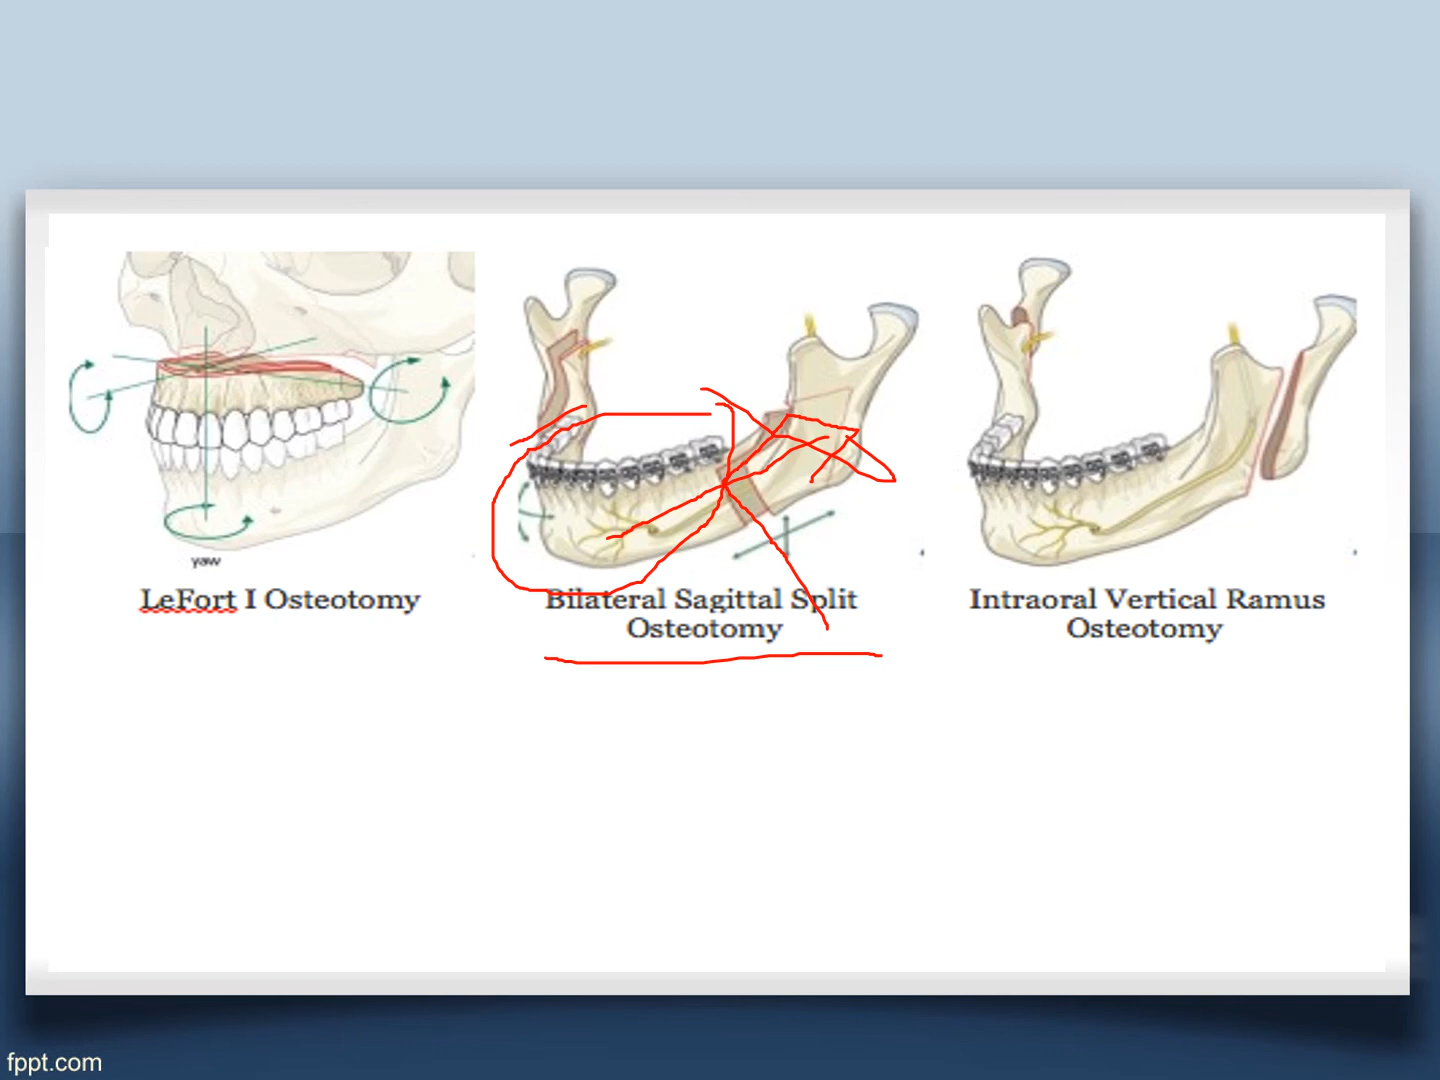 yaw
LeFort I Osteotomy
Bilateral Sagittal Split
Osteotomy
Intraoral Vertical Ramus
Osteotomy
fppt.com